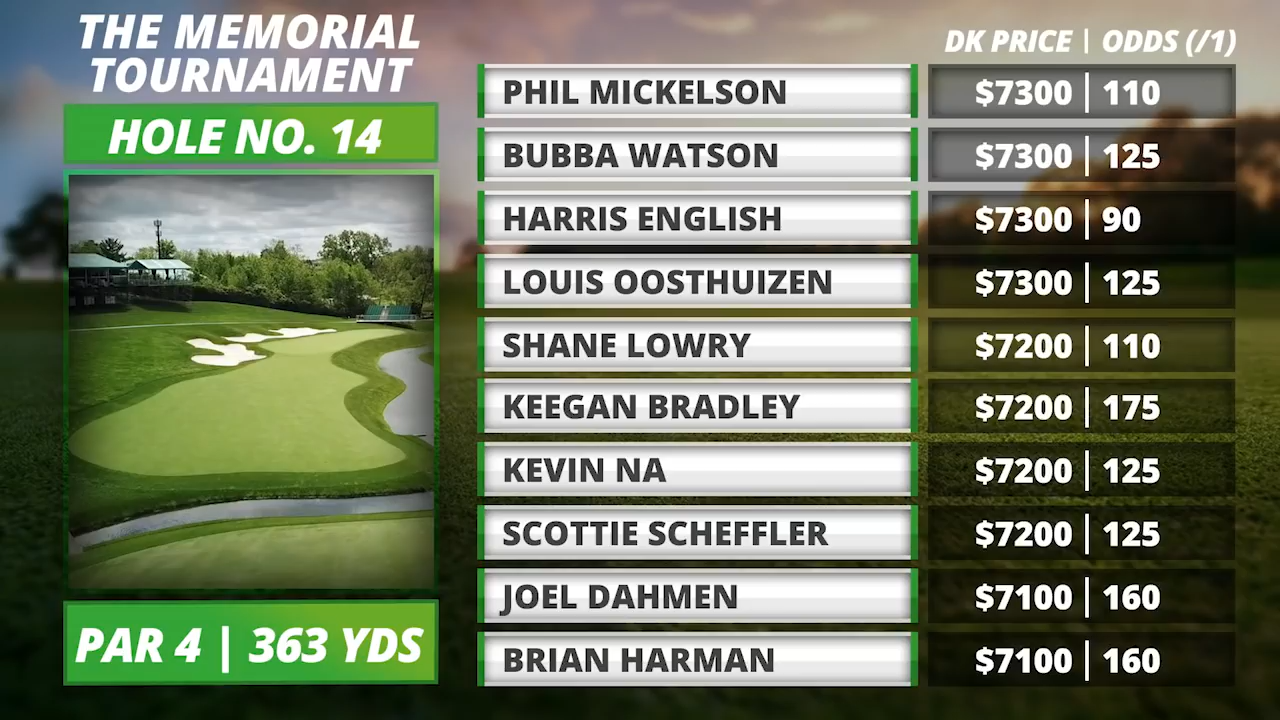 THE MEMORIAL
TOURNAMENT
HOLE NO. 14
PAR 4 | 363 YDS
DK PRICE | ODDS (/1)
PHIL MICKELSON $7300 | 110
BUBBA WATSON $7300 | 125
HARRIS ENGLISH $7300 | 90
LOUIS OOSTHUIZEN $7300 | 125
SHANE LOWRY $7200 | 110
KEEGAN BRADLEY $7200 | 175
KEVIN NA $7200 | 125
SCOTTIE SCHEFFLER $7200 | 125
JOEL DAHMEN $7100 | 160
BRIAN HARMAN $7100 | 160